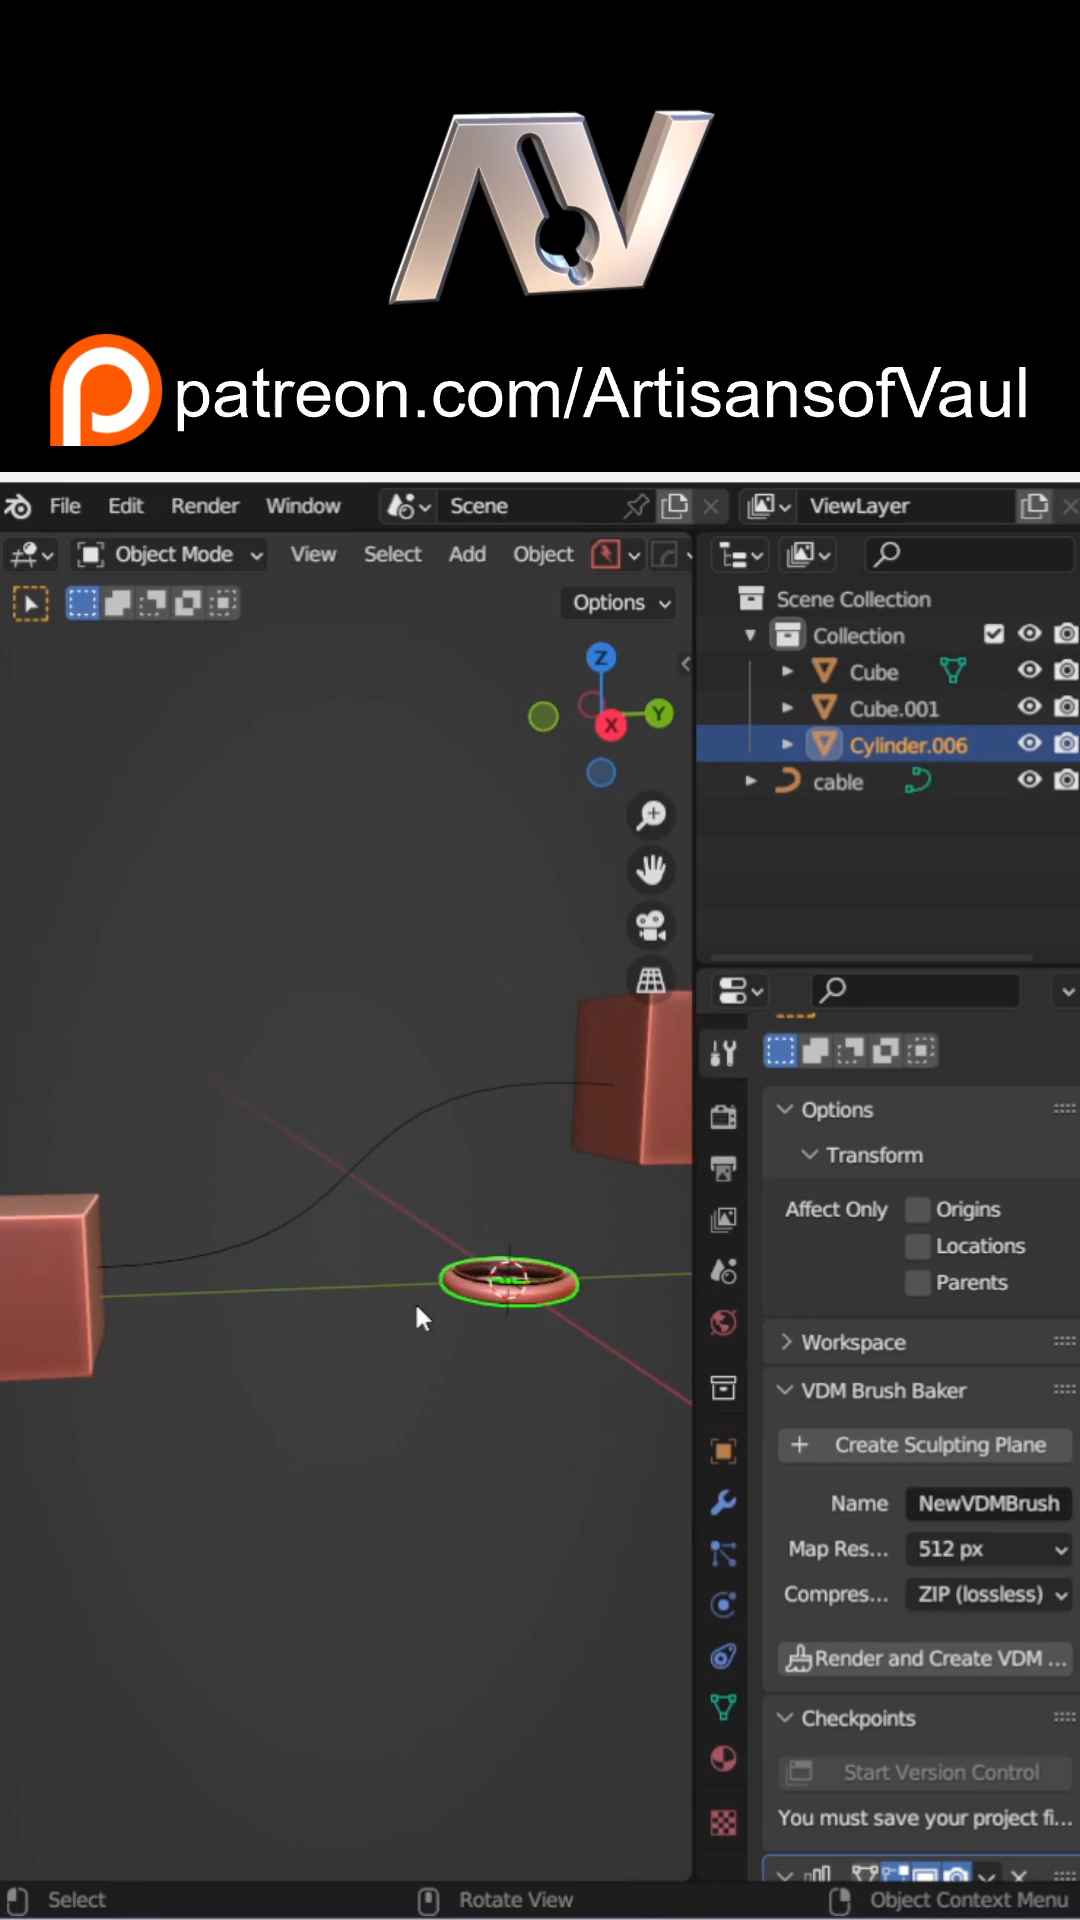 AV
patreon.com/ArtisansofVaul
File Edit Render Window Scene ViewLayer
Object Mode View Select Add Object
Options
Z
Y
X
Scene Collection
Collection
Cube
Cube.001
Cylinder.006
cable
Options
Transform
Affect Only Origins
Locations
Parents
Workspace
VDM Brush Baker
Create Sculpting Plane
Name NewVDMBrush
Map Res... 512 px
Compres... ZIP (lossless)
Render and Create VDM ...
Checkpoints
Start Version Control
You must save your project fi...
Select Rotate View Object Context Menu